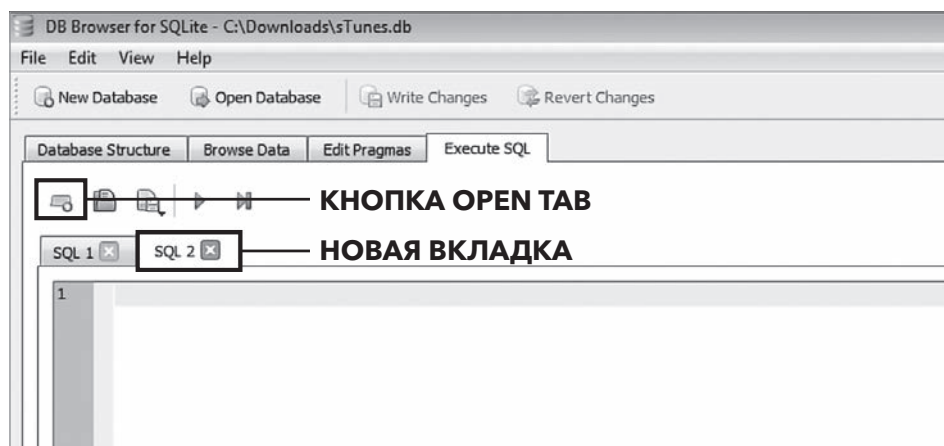 DB Browser for SQLite - C:\Downloads\sTunes.db
File Edit View Help
New Database Open Database Write Changes Revert Changes
Database Structure Browse Data Edit Pragmas Execute SQL
КНОПКА OPEN TAB
SQL 1 SQL 2 НОВАЯ ВКЛАДКА
1